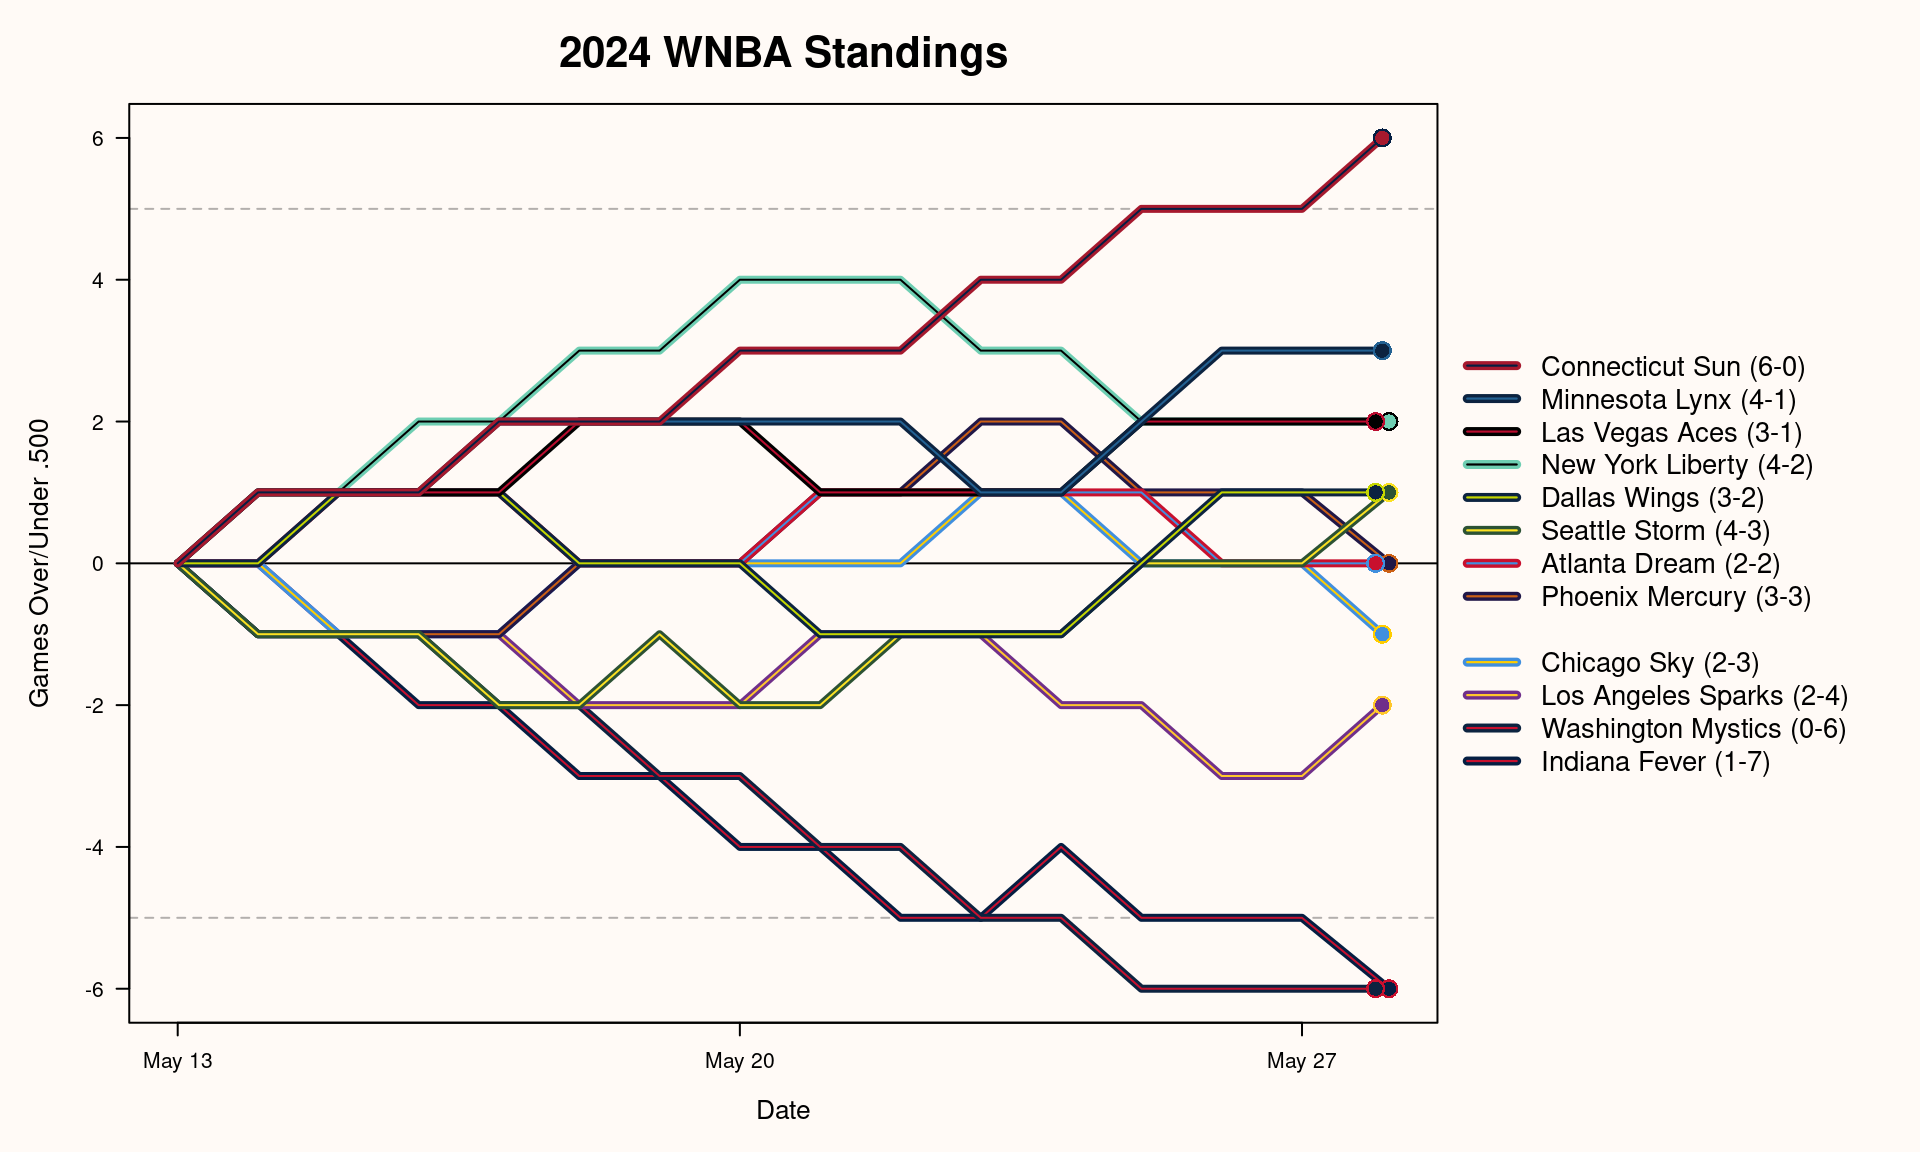 2024 WNBA Standings
6
4
2
0
-2
-4
-6
Games Over/Under .500
May 13
May 20
May 27
Date
Connecticut Sun (6-0)
Minnesota Lynx (4-1)
Las Vegas Aces (3-1)
New York Liberty (4-2)
Dallas Wings (3-2)
Seattle Storm (4-3)
Atlanta Dream (2-2)
Phoenix Mercury (3-3)
Chicago Sky (2-3)
Los Angeles Sparks (2-4)
Washington Mystics (0-6)
Indiana Fever (1-7)